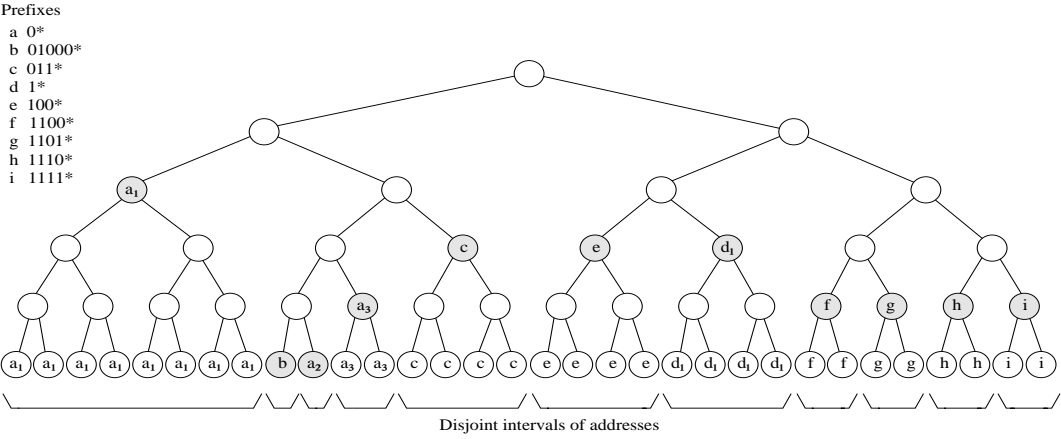 Prefixes
a 0*
b 01000*
c 011*
d 1*
e 100*
f 1100*
g 1101*
h 1110*
i 1111*
a₁
c e d₁
a₃ f g h i
a₁ a₁ a₁ a₁ a₁ a₁ a₁ a₁ b a₂ a₃ a₃ c c c c e e e e d₁ d₁ d₁ d₁ f f g g h h i i
Disjoint intervals of addresses